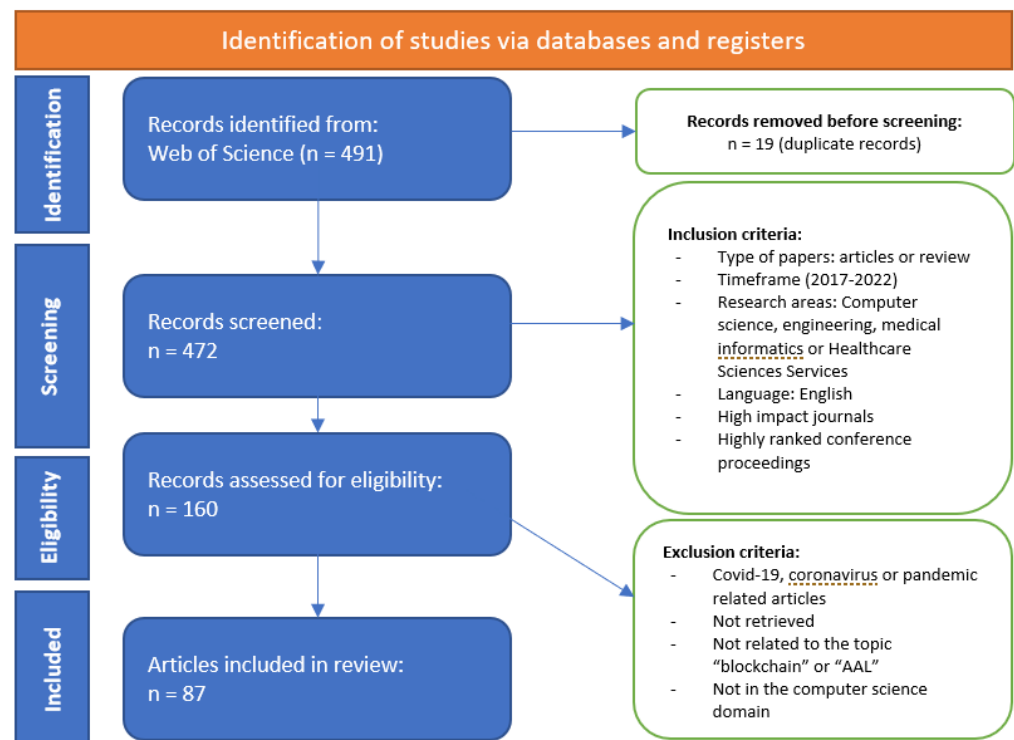 Identification of studies via databases and registers
Identification
Records identified from:
Web of Science (n = 491)
Records removed before screening:
n = 19 (duplicate records)
Screening
Records screened:
n = 472
Inclusion criteria:
- Type of papers: articles or review
- Timeframe (2017-2022)
- Research areas: Computer
science, engineering, medical
informatics or Healthcare
Sciences Services
- Language: English
- High impact journals
- Highly ranked conference
proceedings
Eligibility
Records assessed for eligibility:
n = 160
Exclusion criteria:
- Covid-19, coronavirus or pandemic
related articles
- Not retrieved
- Not related to the topic
“blockchain” or “AAL”
- Not in the computer science
domain
Included
Articles included in review:
n = 87